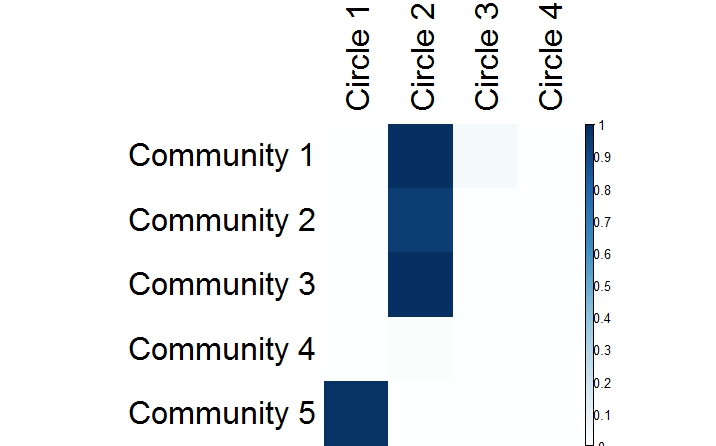 Circle 1
Circle 2
Circle 3
Circle 4
Community 1
Community 2
Community 3
Community 4
Community 5
1
0.9
0.8
0.7
0.6
0.5
0.4
0.3
0.2
0.1
0